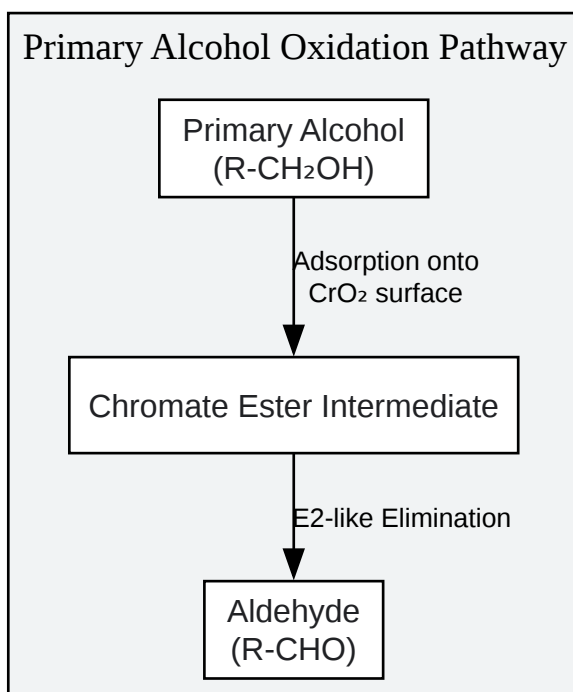 Primary Alcohol Oxidation Pathway
Primary Alcohol
(R-CH₂OH)
Adsorption onto
CrO₂ surface
Chromate Ester Intermediate
E2-like Elimination
Aldehyde
(R-CHO)